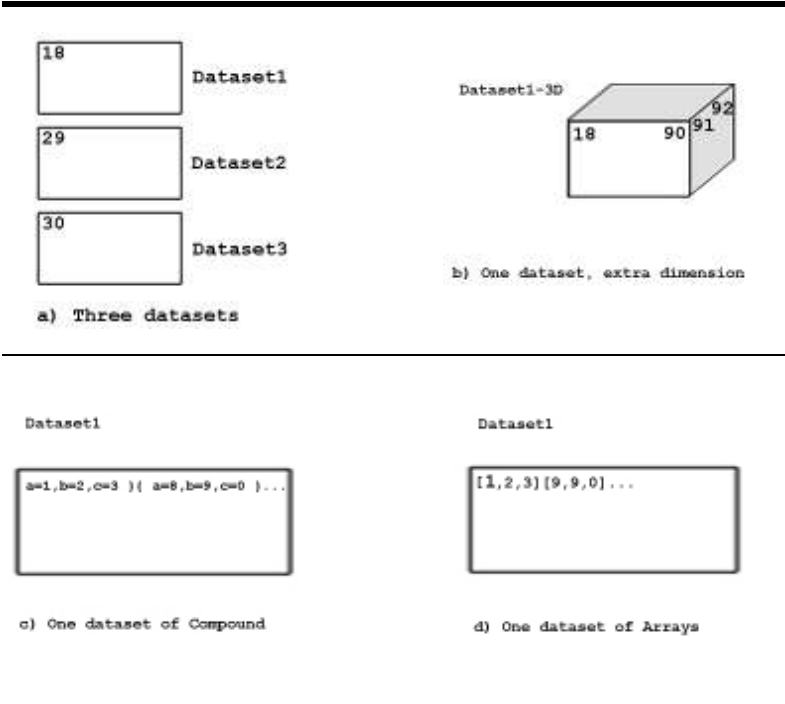 18
Dataset1
29
Dataset2
30
Dataset3
a) Three datasets
Dataset1-3D
18 90 91 92
b) One dataset, extra dimension
Dataset1
a=1,b=2,c=3 )( a=8,b=9,c=0 )...
c) One dataset of Compound
Dataset1
[1,2,3][9,9,0]...
d) One dataset of Arrays